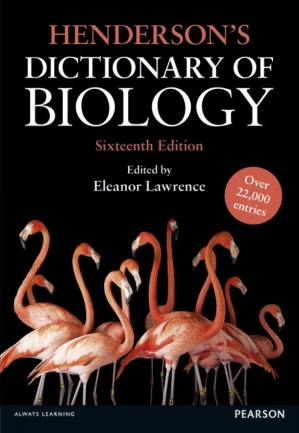 HENDERSON'S
DICTIONARY OF
BIOLOGY
Sixteenth Edition
Edited by
Eleanor Lawrence
Over
22,000
entries
ALWAYS LEARNING
PEARSON